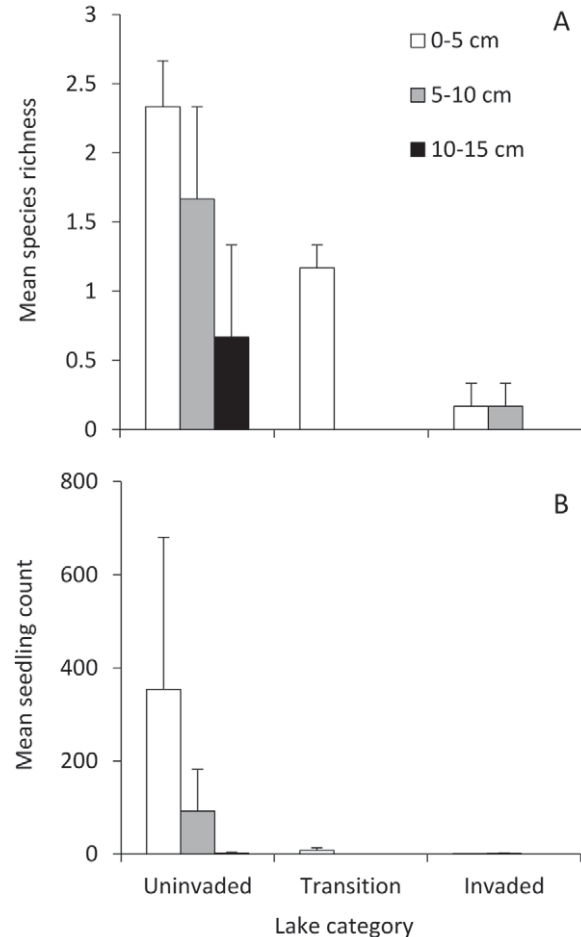 A
0-5 cm
5-10 cm
10-15 cm
Mean species richness
3
2.5
2
1.5
1
0.5
0
B
Mean seedling count
800
600
400
200
0
Uninvaded Transition Invaded
Lake category